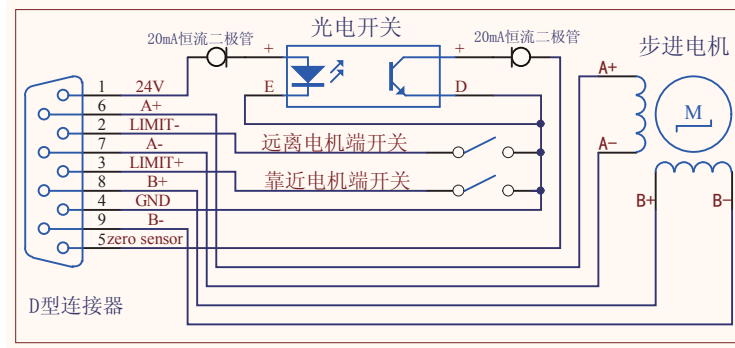 光电开关
20mA恒流二极管
20mA恒流二极管
步进电机
+
+
A+
E
D
M
1 24V
6 A+
2 LIMIT-
远离电机端开关
7 A-
A-
3 LIMIT+
靠近电机端开关
8 B+
B+
B-
4 GND
9 B-
5 zero sensor
D型连接器